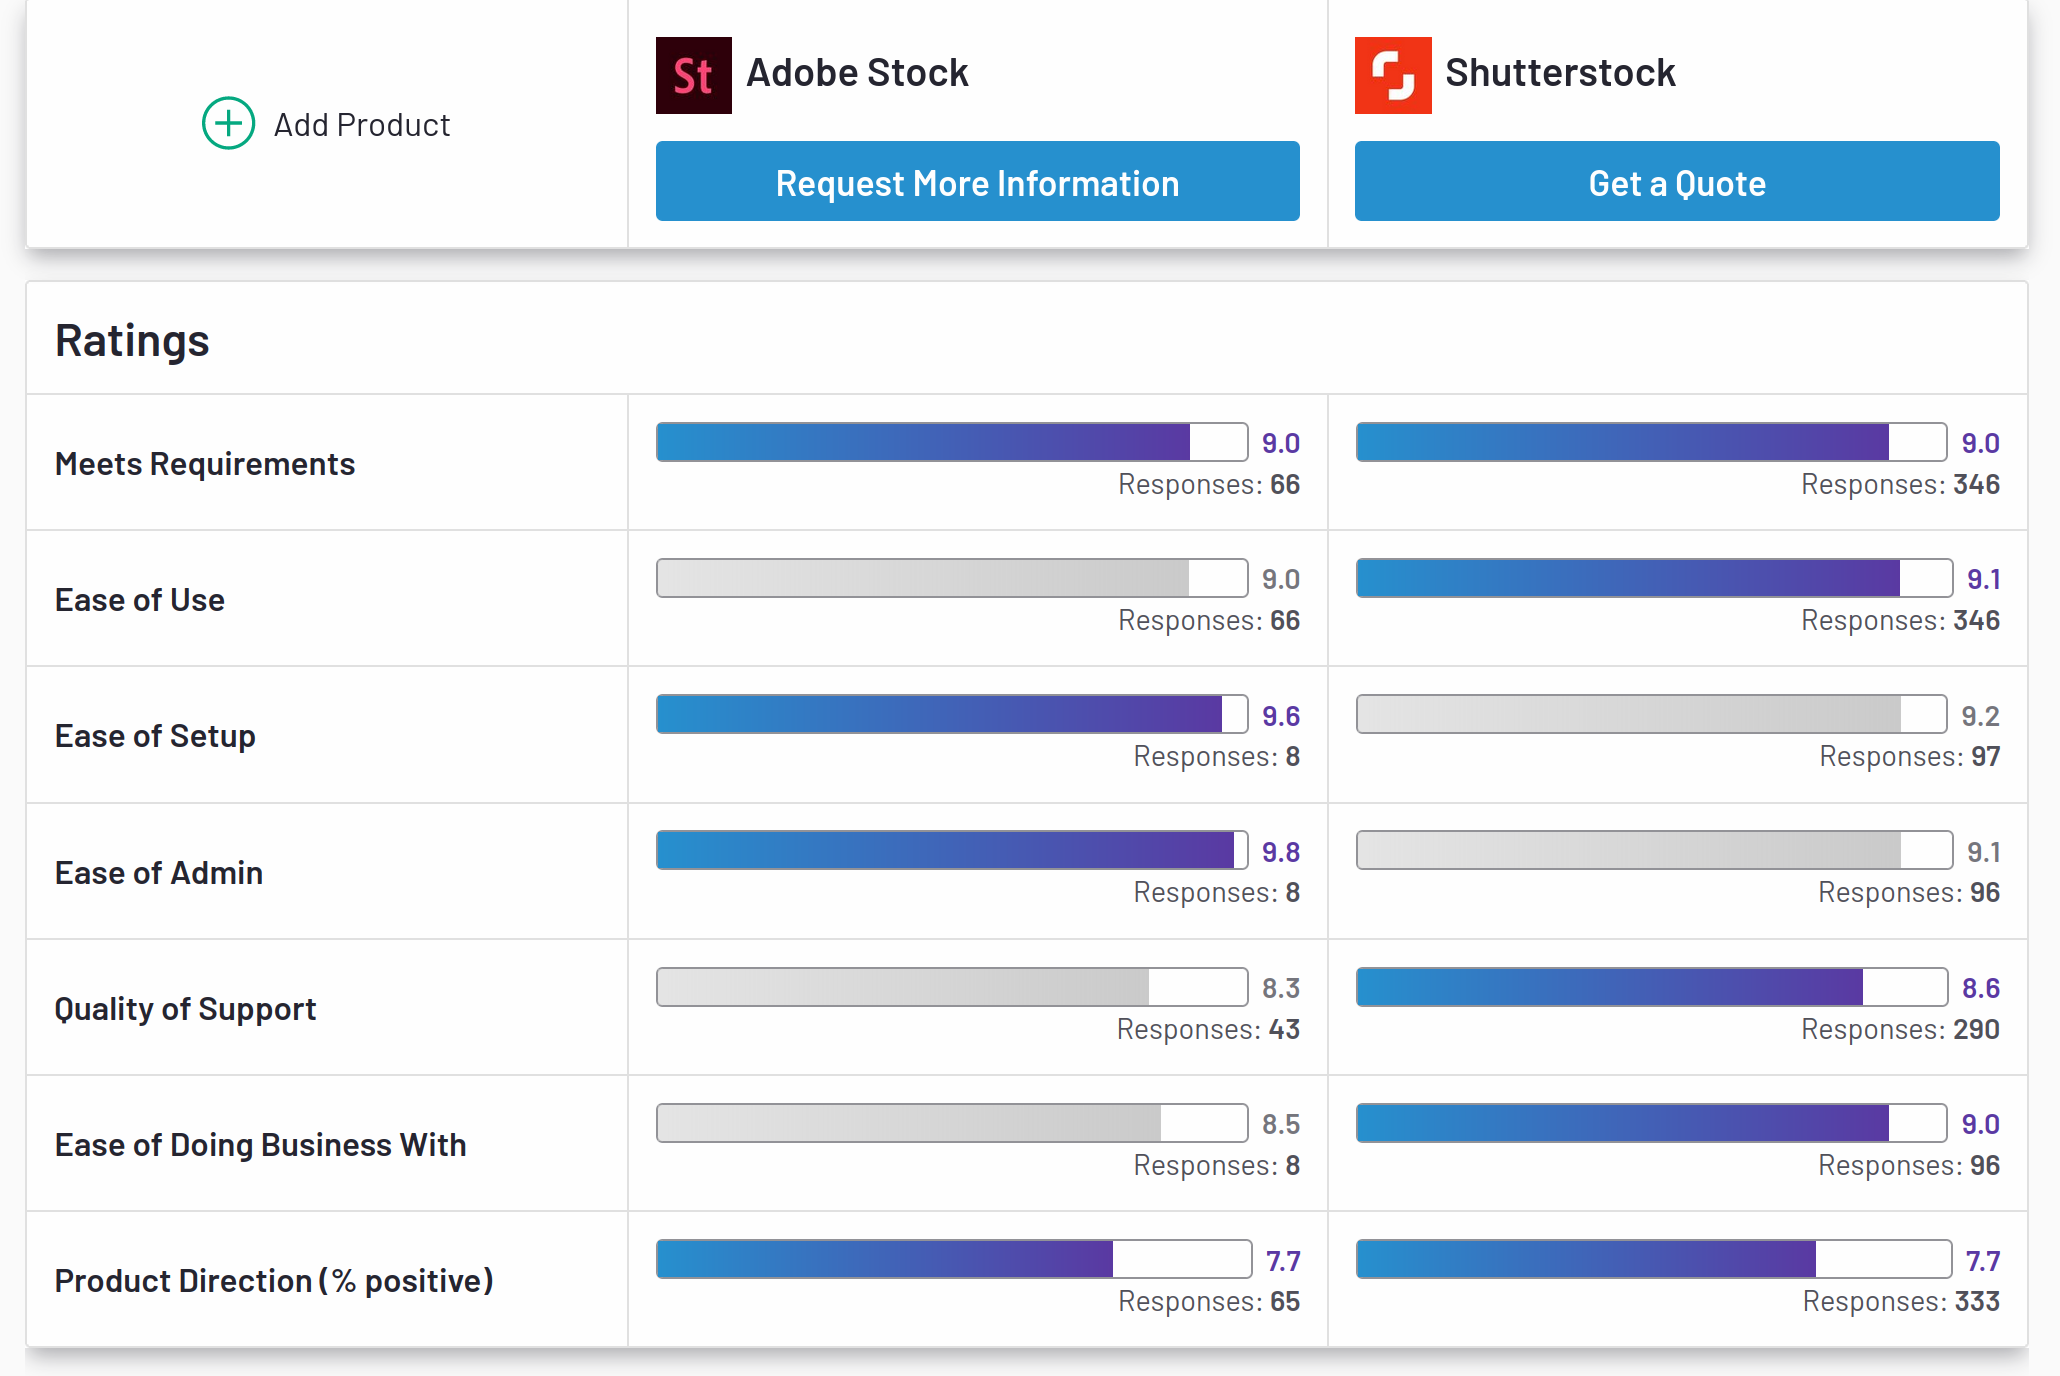 Add Product
St Adobe Stock
Request More Information
Shutterstock
Get a Quote
Ratings
Meets Requirements
9.0
Responses: 66
9.0
Responses: 346
Ease of Use
9.0
Responses: 66
9.1
Responses: 346
Ease of Setup
9.6
Responses: 8
9.2
Responses: 97
Ease of Admin
9.8
Responses: 8
9.1
Responses: 96
Quality of Support
8.3
Responses: 43
8.6
Responses: 290
Ease of Doing Business With
8.5
Responses: 8
9.0
Responses: 96
Product Direction (% positive)
7.7
Responses: 65
7.7
Responses: 333